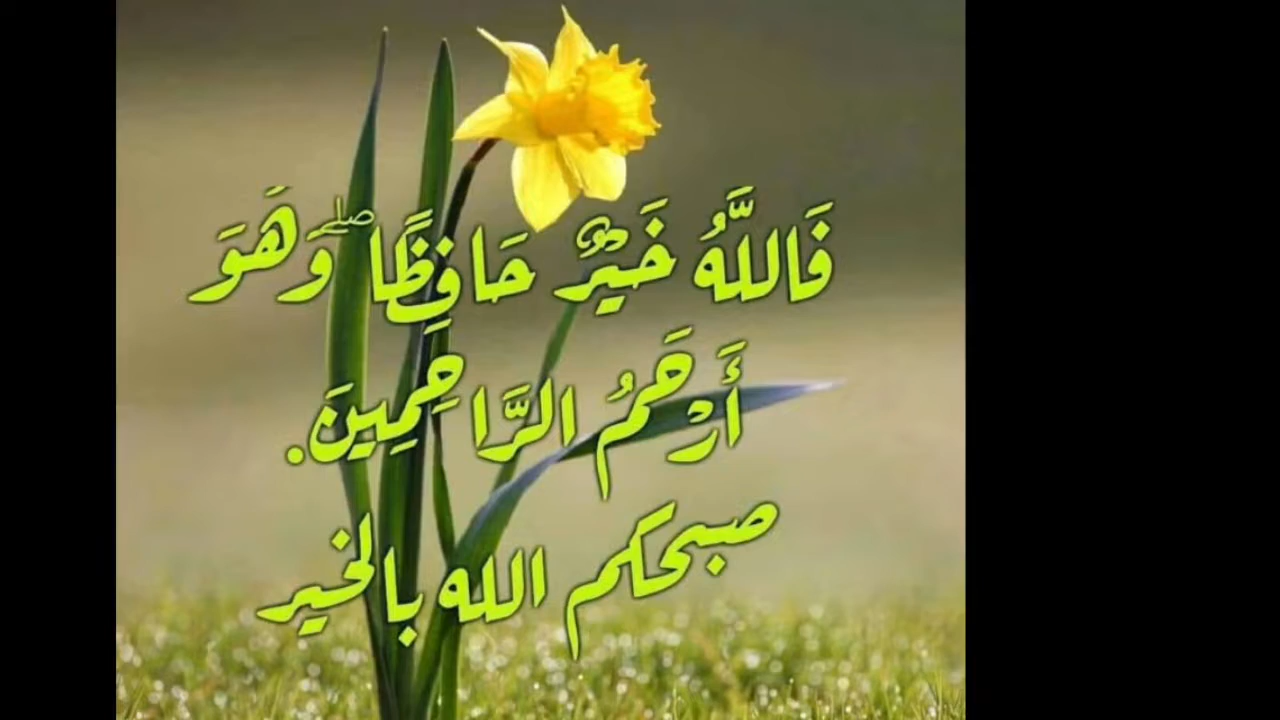 فَاللَّهُ خَيْرٌ حَافِظًا ۖ وَهُوَ
أَرْحَمُ الرَّاحِمِينَ.
صبحكم الله بالخير